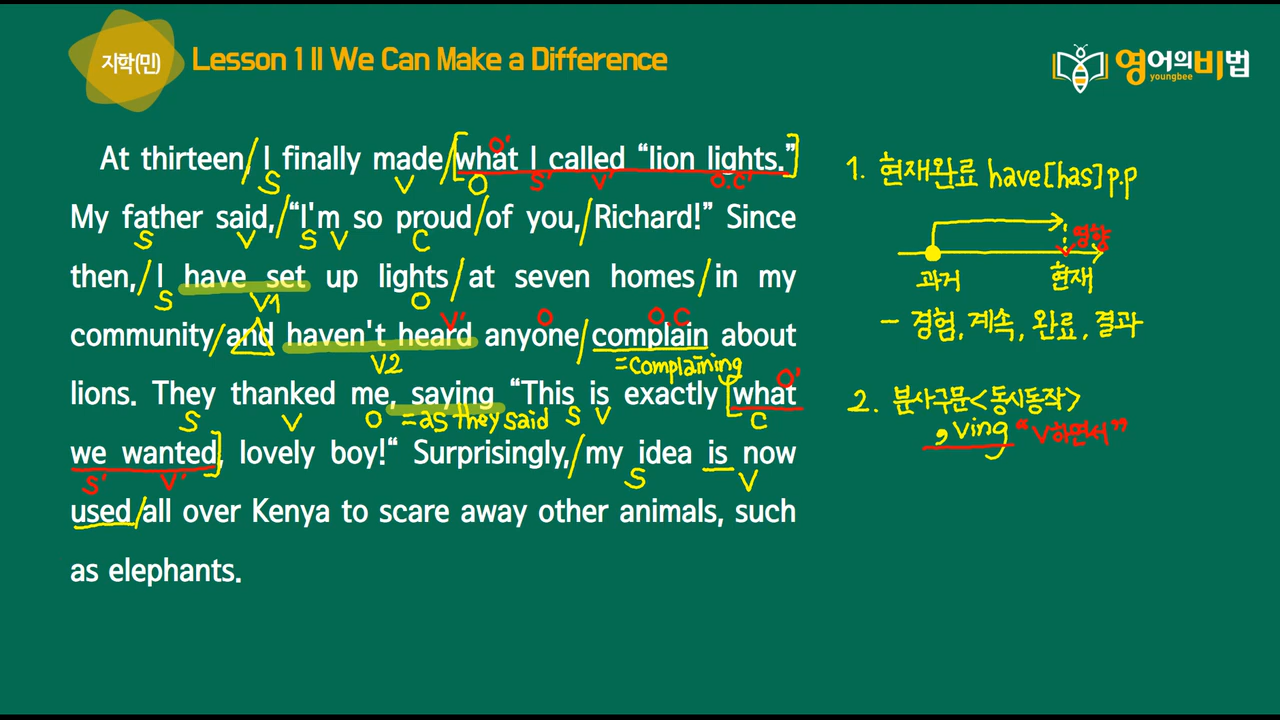 지학(민)
Lesson 1 II We Can Make a Difference
영어의비법
youngbee
At thirteen, I finally made what I called “lion lights.”
O'
S V O S' V' O.C'
My father said, “I'm so proud of you, Richard!” Since
S V S V C
then, I have set up lights at seven homes in my
S V1 O
community and haven't heard anyone complain about
V' O O.C
V2 =complaining
lions. They thanked me, saying “This is exactly what
O'
S V O =as they said S V C
we wanted, lovely boy!“ Surprisingly, my idea is now
S' V' S V
used all over Kenya to scare away other animals, such
as elephants.
1. 현재완료 have[has]p.p
영향
과거 현재
- 경험, 계속, 완료, 결과
2. 분사구문<동시동작>
, Ving “V하면서”